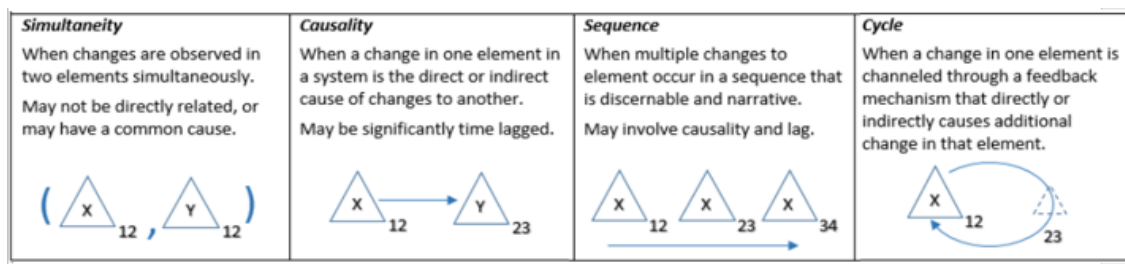 Simultaneity
When changes are observed in
two elements simultaneously.
May not be directly related, or
may have a common cause.
( X 12 , Y 12 )
Causality
When a change in one element in
a system is the direct or indirect
cause of changes to another.
May be significantly time lagged.
X 12 Y 23
Sequence
When multiple changes to
element occur in a sequence that
is discernable and narrative.
May involve causality and lag.
X 12 X 23 X 34
Cycle
When a change in one element is
channeled through a feedback
mechanism that directly or
indirectly causes additional
change in that element.
X 12 23